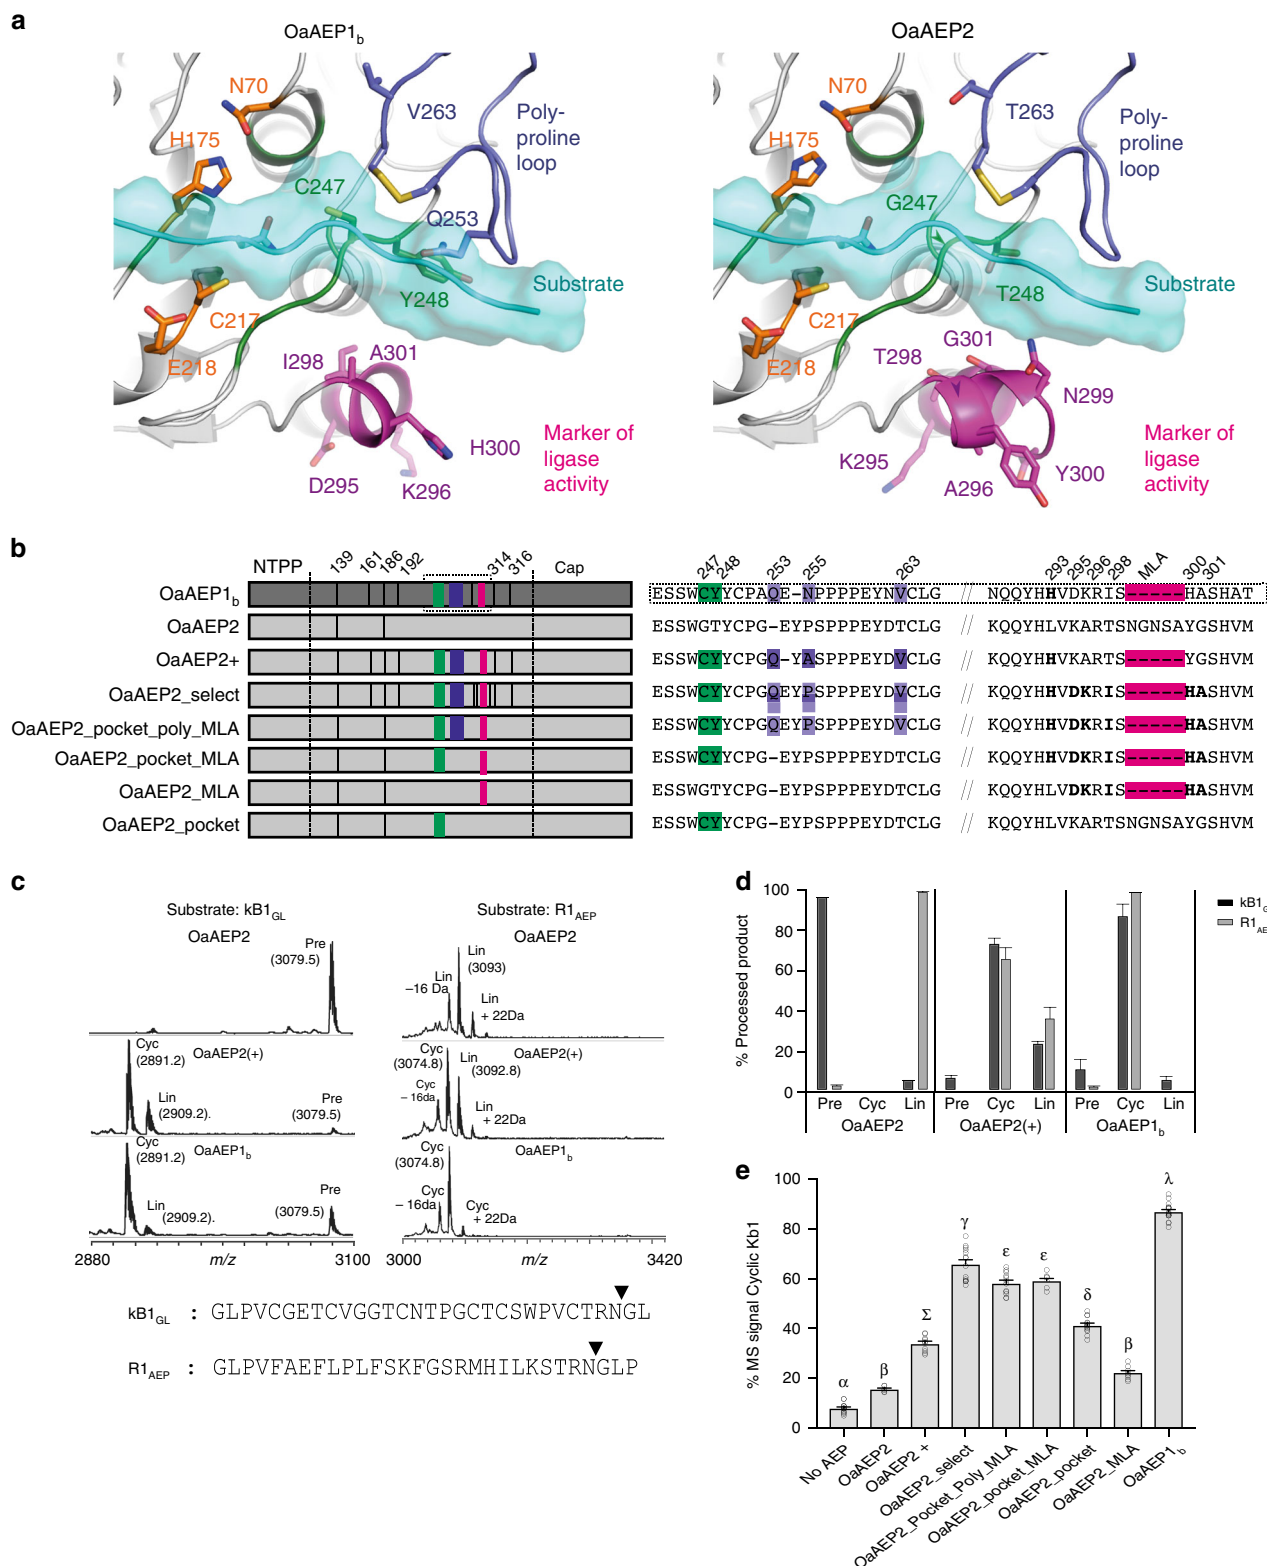 a
OaAEP1b
N70
H175
V263
Poly-
proline
loop
C247
Q253
Substrate
Y248
C217
E218
I298
A301
H300
D295
K296
Marker of
ligase
activity
OaAEP2
N70
H175
T263
Poly-
proline
loop
G247
Substrate
T248
C217
E218
G301
T298
N299
K295
A296
Y300
Marker of
ligase
activity
b
NTPP 139 161 186 192 314 316 Cap
247 248 253 255 263 293 295 296 298 MLA 300 301
OaAEP1b ESSWCYYCPAQE-NPPPPEYNVCLG // NQQYHHVDKRIS-----HASHAT
OaAEP2 ESSWGTYCPG-EYPSPPPEYDTCLG // KQQYHLVKARTSNGNSAYGSHVM
OaAEP2+ ESSWCYYCPGQ-YASPPPEYDVCLG // KQQYHHVKARTS-----YGSHVM
OaAEP2_select ESSWCYYCPGQEYPSPPPEYDVCLG // KQQYHHVDKRIS-----HASHVM
OaAEP2_pocket_poly_MLA ESSWCYYCPGQEYPSPPPEYDVCLG // KQQYHHVDKRIS-----HASHVM
OaAEP2_pocket_MLA ESSWCYYCPG-EYPSPPPEYDTCLG // KQQYHHVDKRIS-----HASHVM
OaAEP2_MLA ESSWGTYCPG-EYPSPPPEYDTCLG // KQQYHLVDKRIS-----HASHVM
OaAEP2_pocket ESSWCYYCPG-EYPSPPPEYDTCLG // KQQYHLVKARTSNGNSAYGSHVM
c
Substrate: kB1GL
OaAEP2
Pre
(3079.5)
Cyc
(2891.2)
OaAEP2(+)
Lin
(2909.2).
Pre
(3079.5)
Cyc
(2891.2)
OaAEP1b
Lin
(2909.2).
Pre
(3079.5)
2880 m/z 3100
Substrate: R1AEP
OaAEP2
Lin
(3093)
Lin
–16 Da
Lin
+ 22Da
Cyc
(3074.8)
OaAEP2(+)
Lin
(3092.8)
Cyc
– 16da
Lin
+ 22Da
Cyc
(3074.8)
OaAEP1b
Cyc
– 16da
Cyc
+ 22Da
3000 m/z 3420
kB1GL : GLPVCGETCVGGTCNTPGCTCSWPVCTRNGL
R1AEP : GLPVFAEFLPLFSKFGSRMHILKSTRNGLP
d
% Processed product
100
80
60
40
20
0
Pre Cyc Lin Pre Cyc Lin Pre Cyc Lin
OaAEP2 OaAEP2(+) OaAEP1b
kB1G
R1AE
e
% MS signal Cyclic Kb1
100
80
60
40
20
0
α β Σ γ ε ε δ β λ
No AEP
OaAEP2
OaAEP2 +
OaAEP2_select
OaAEP2_Pocket_Poly_MLA
OaAEP2_pocket_MLA
OaAEP2_pocket
OaAEP2_MLA
OaAEP1b